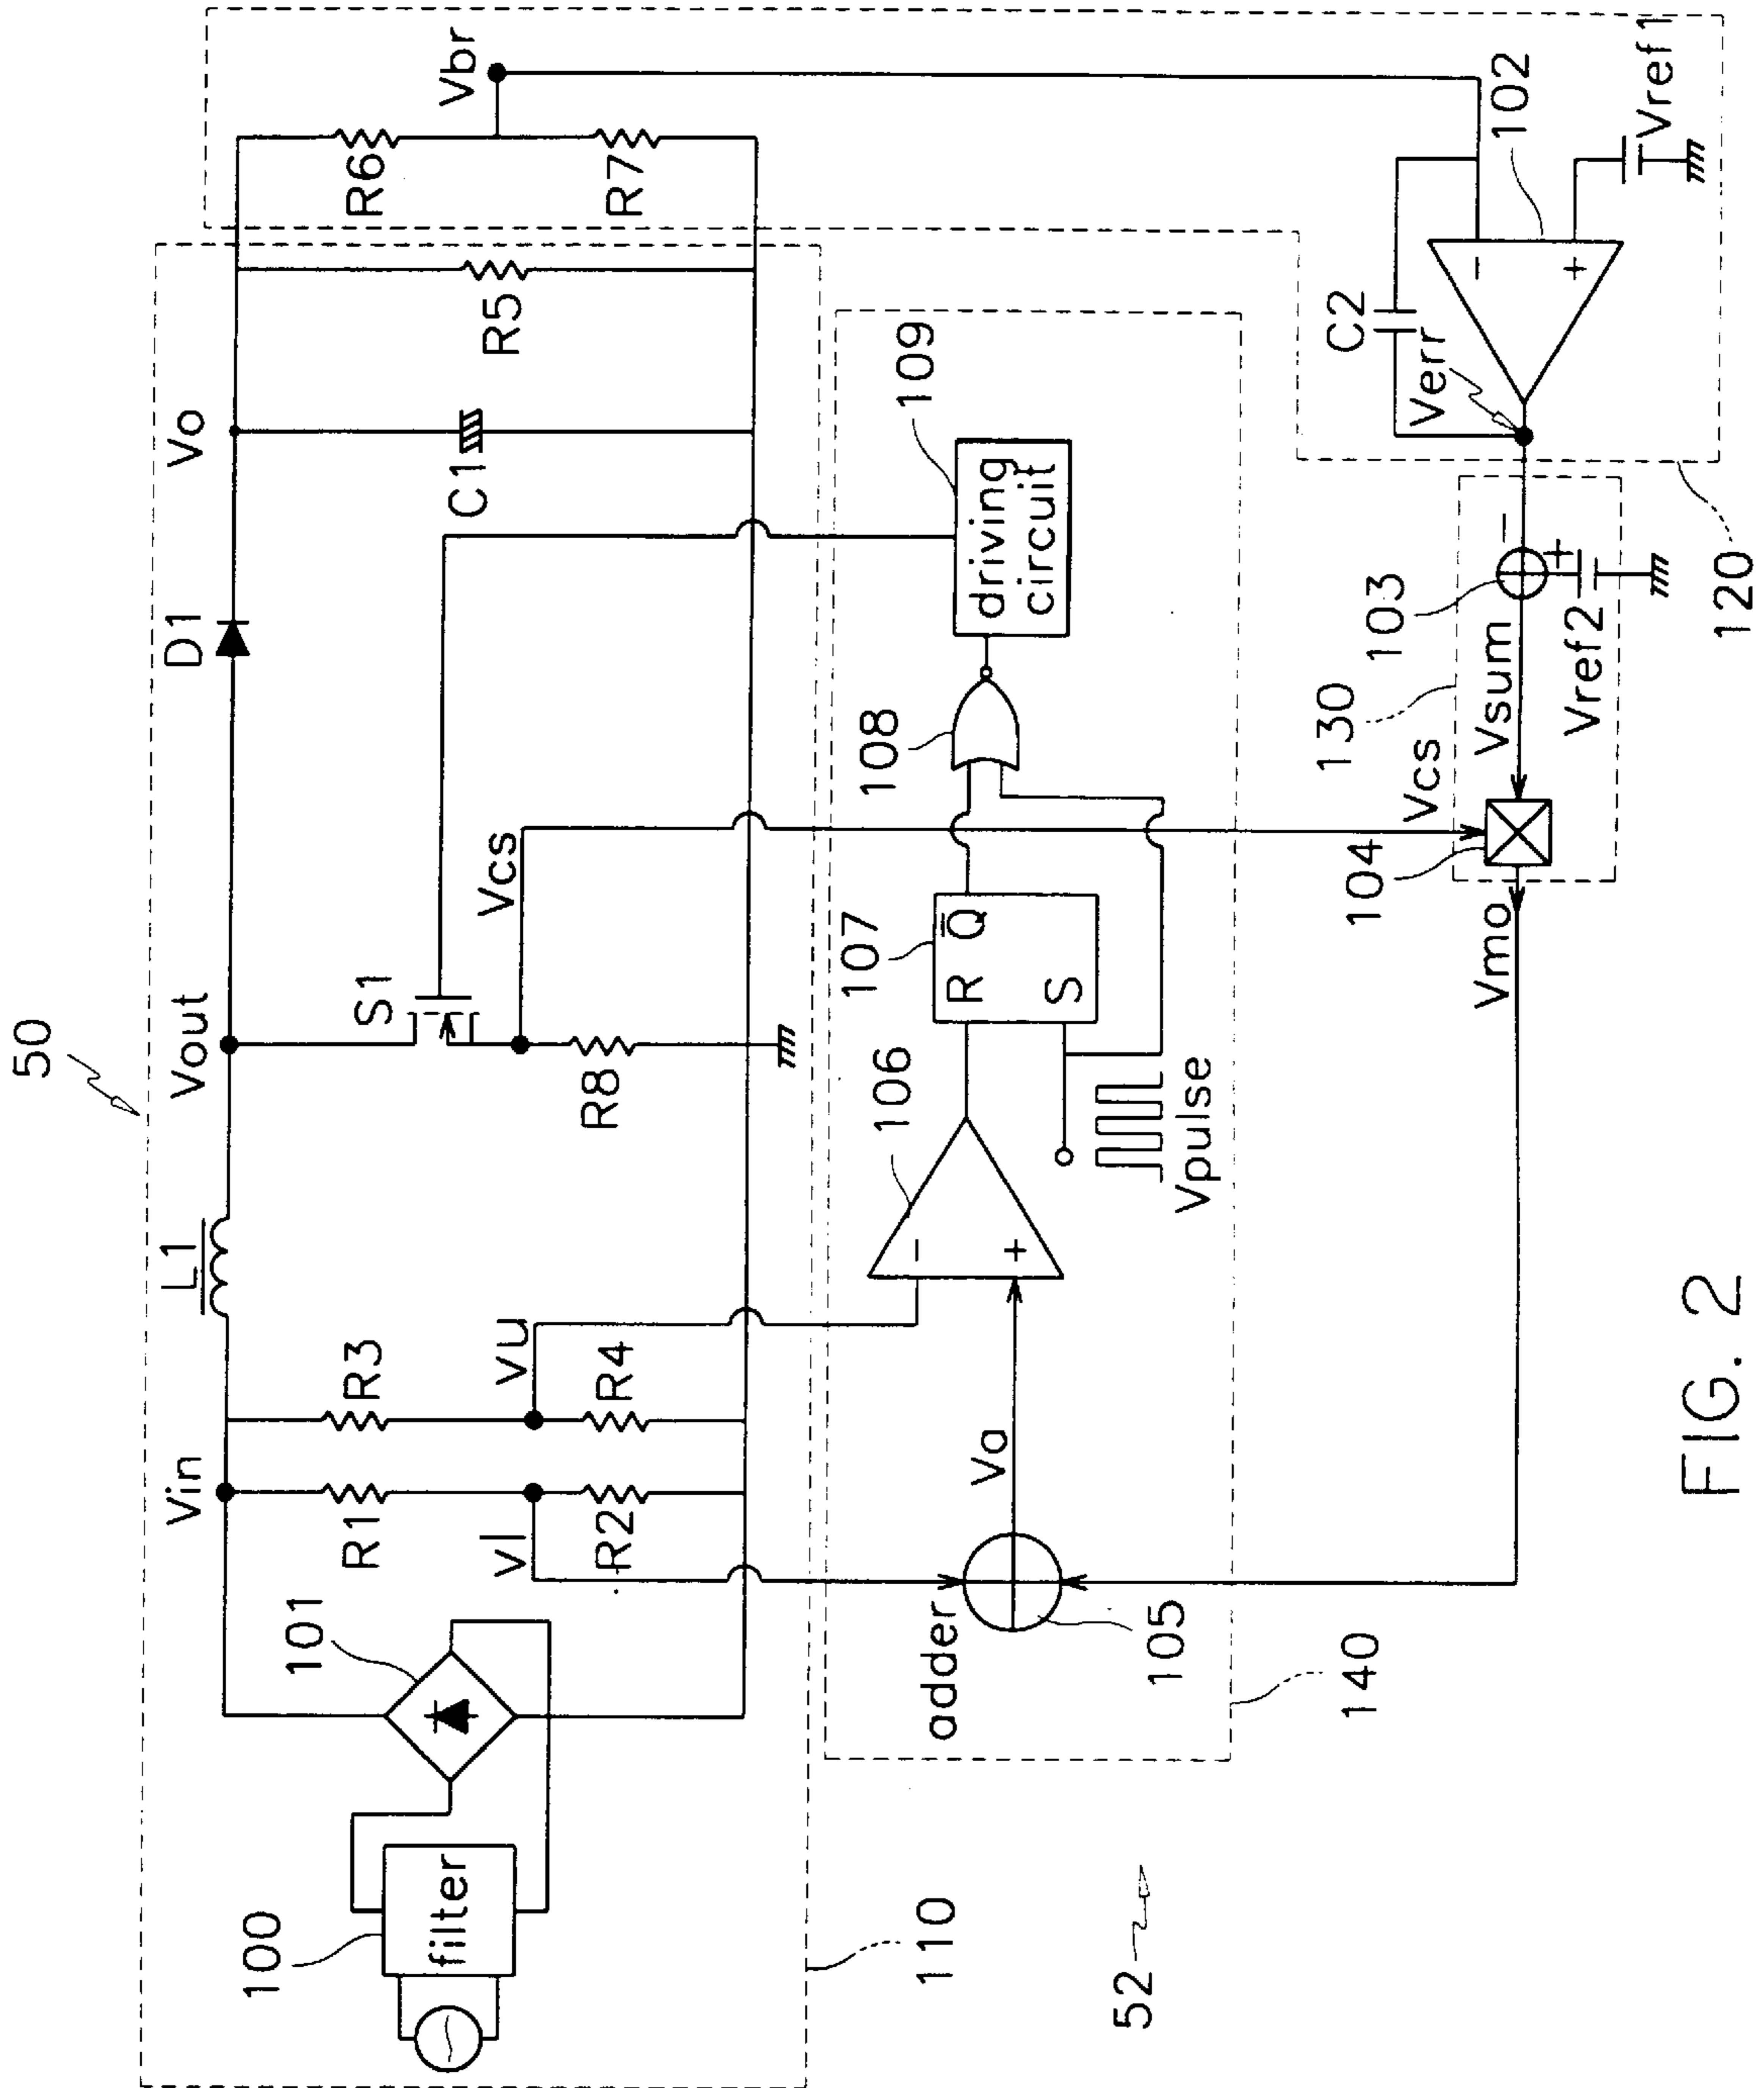 50
Vin
L1
Vout
D1
Vo
Vbr
R1
R3
S1
R6
101
vl
Vu
Vcs
C1
R5
R7
100
filter
R2
R4
R8
110
adder
Va
106
107
108
109
105
-
+
R
S
Q̅
driving
circuit
Vpulse
140
52
Vmo
104
Vcs
130
Vsum
103
-
+
Vref2
Verr
C2
-
+
102
Vref1
120
FIG. 2